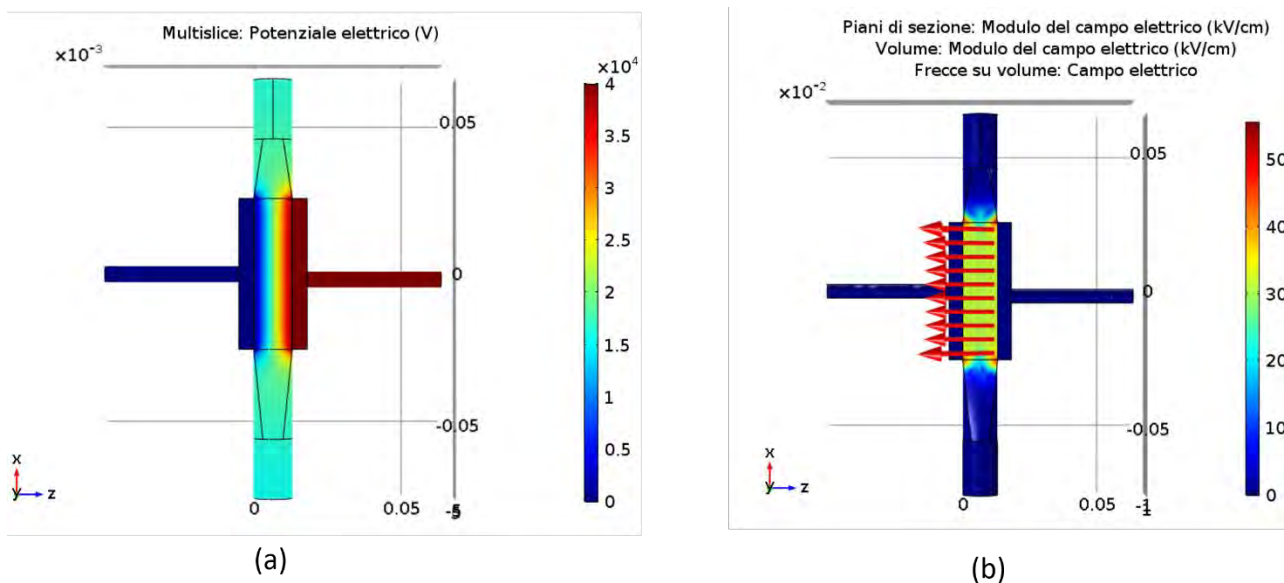 Multislice: Potenziale elettrico (V)
×10⁻³
×10⁴
4
3.5
3
2.5
2
1.5
1
0.5
0
0.05
0
-0.05
0
0.05
x
y
z
(a)
Piani di sezione: Modulo del campo elettrico (kV/cm)
Volume: Modulo del campo elettrico (kV/cm)
Frecce su volume: Campo elettrico
×10⁻²
50
40
30
20
10
0
0.05
0
-0.05
0
0.05
x
y
z
(b)